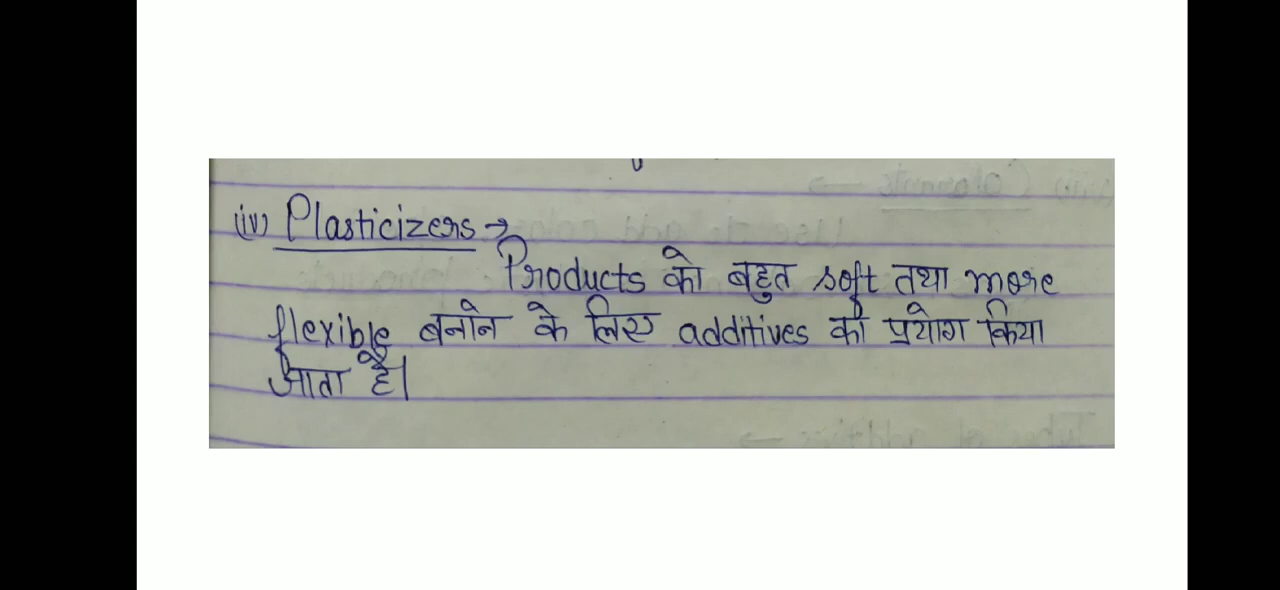 (iv) Plasticizers →
Products को बहुत soft तथा more
flexible बनाने के लिए additives का प्रयोग किया
जाता है।